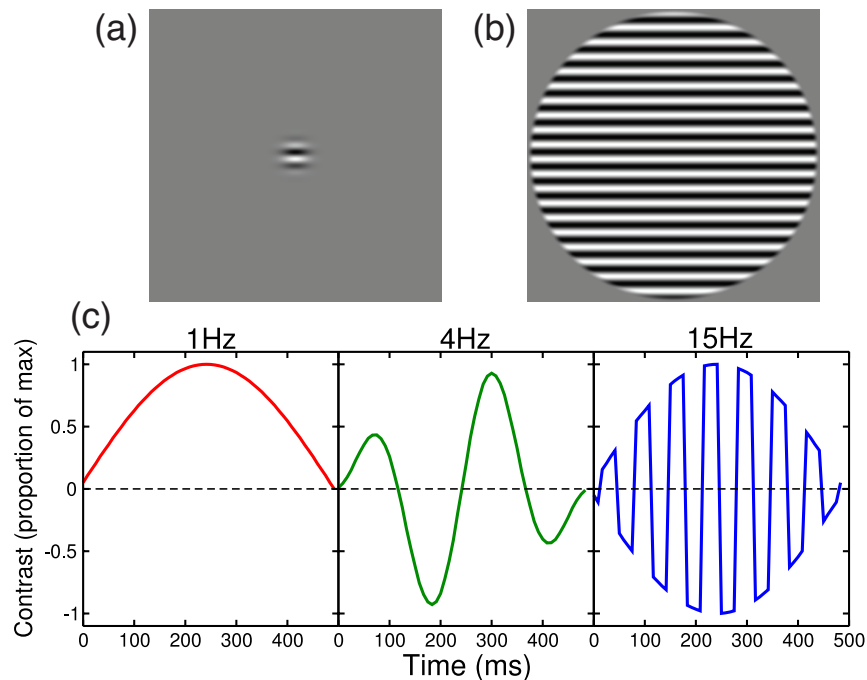 (a)
(b)
(c)
1Hz
4Hz
15Hz
Contrast (proportion of max)
1
0.5
0
-0.5
-1
0 100 200 300 400
0 100 200 300 400
0 100 200 300 400 500
Time (ms)